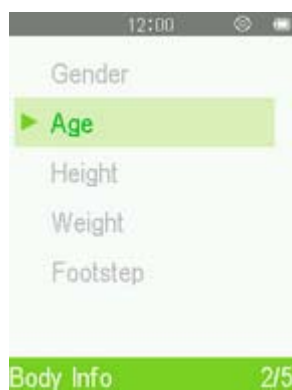 12:00
Gender
Age
Height
Weight
Footstep
Body Info 2/5